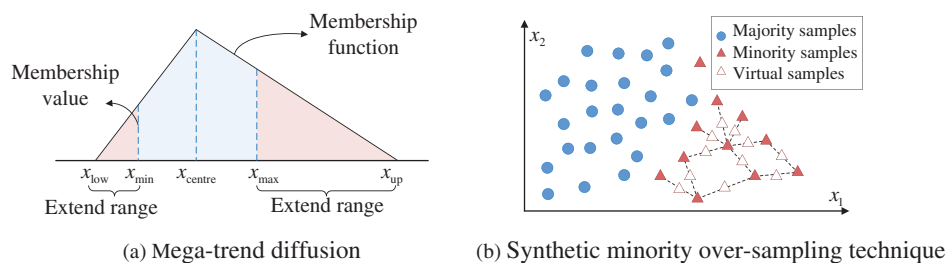 Membership
function
Membership
value
x_low x_min x_centre x_max x_up
Extend range Extend range
(a) Mega-trend diffusion
x_2
Majority samples
Minority samples
Virtual samples
x_1
(b) Synthetic minority over-sampling technique